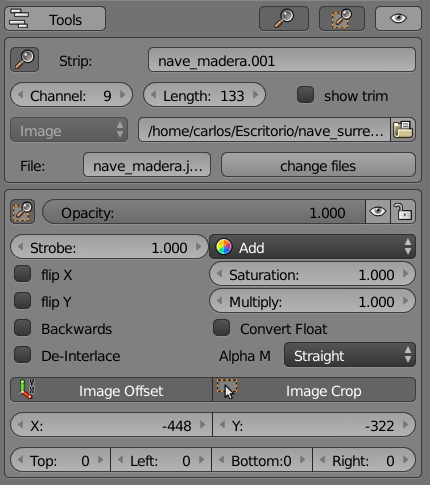 Tools
Strip: nave_madera.001
Channel: 9 Length: 133 show trim
Image /home/carlos/Escritorio/nave_surre...
File: nave_madera.j... change files
Opacity: 1.000
Strobe: 1.000 Add
flip X Saturation: 1.000
flip Y Multiply: 1.000
Backwards Convert Float
De-Interlace Alpha M Straight
Image Offset Image Crop
X: -448 Y: -322
Top: 0 Left: 0 Bottom:0 Right: 0